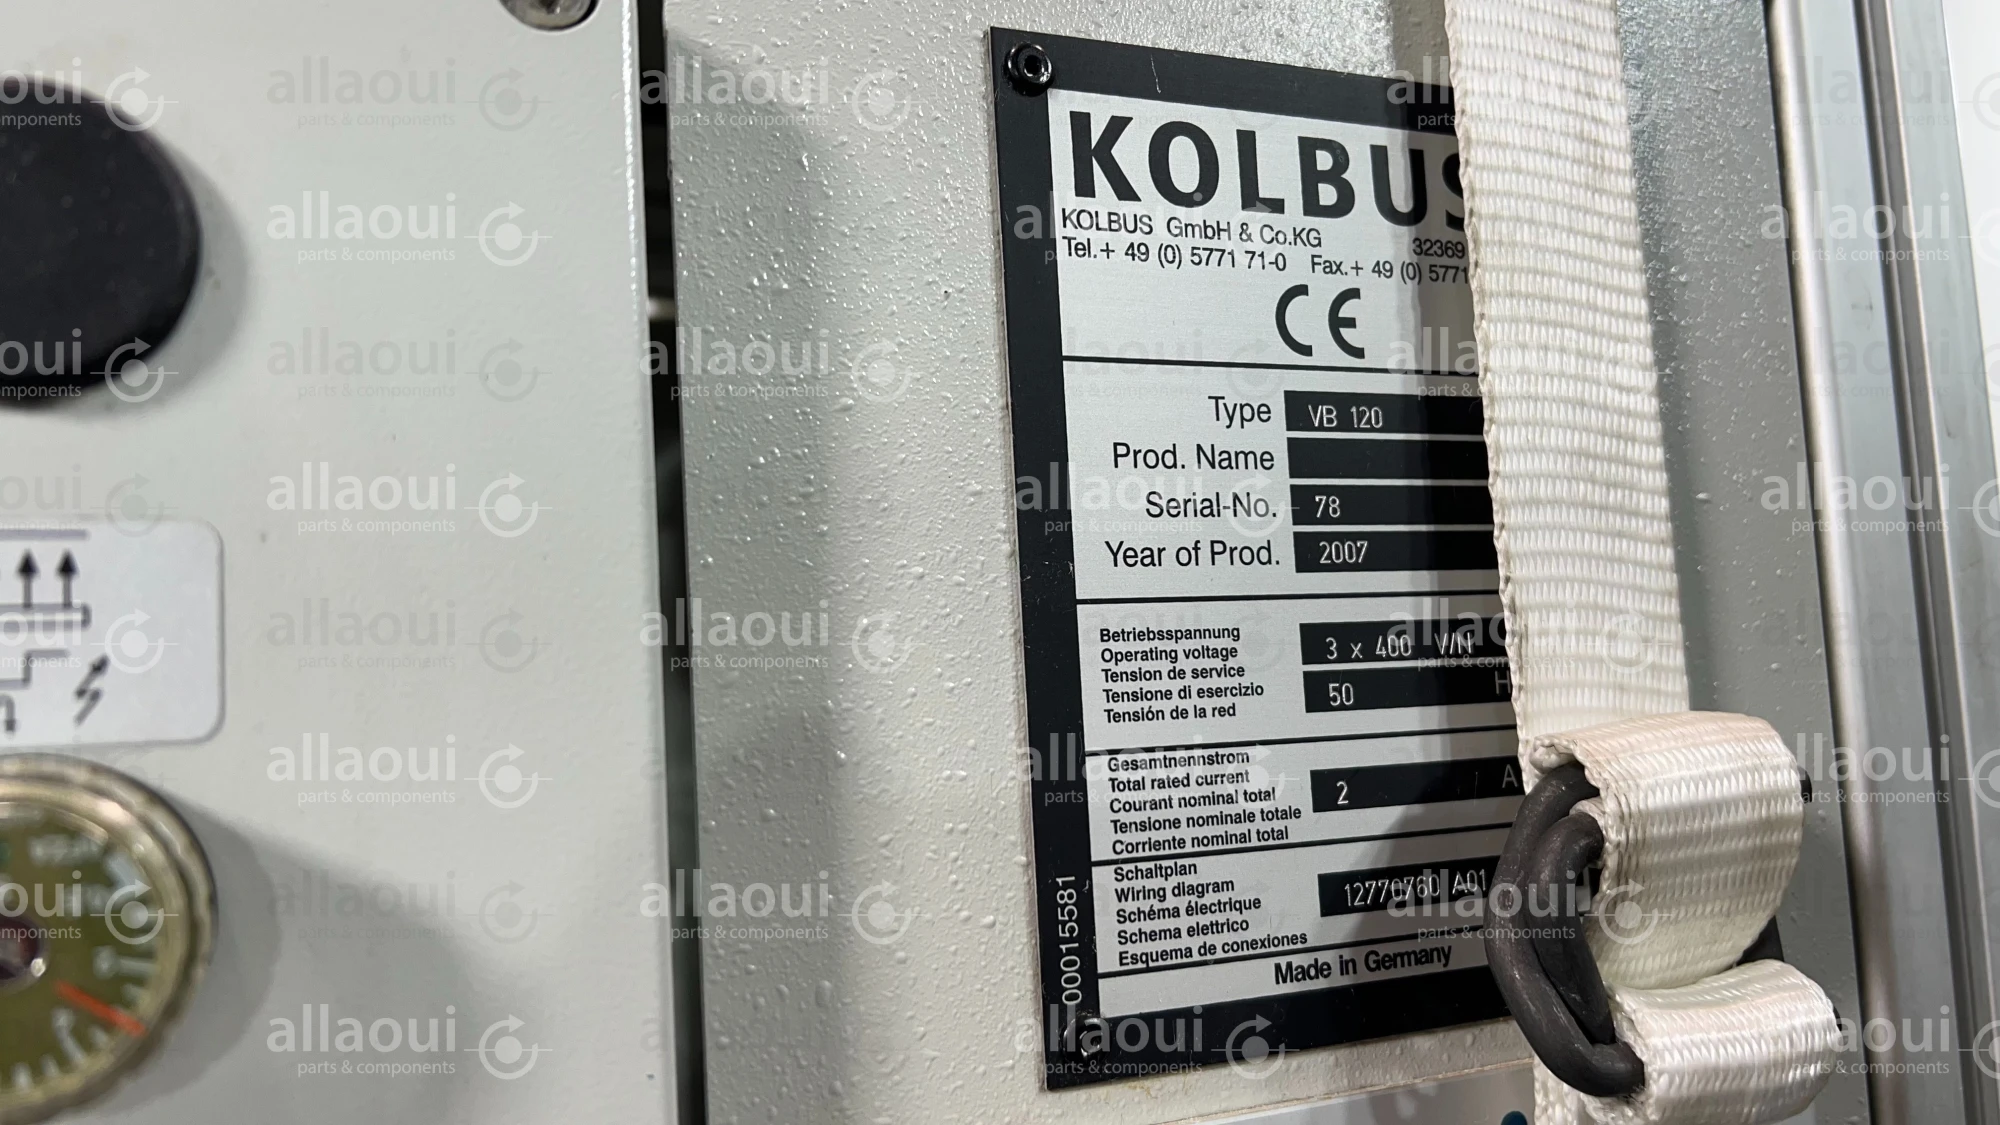 KOLBUS
KOLBUS GmbH & Co.KG 32369
Tel.+ 49 (0) 5771 71-0 Fax.+ 49 (0) 5771
CE
Type VB 120
Prod. Name
Serial-No. 78
Year of Prod. 2007
Betriebsspannung
Operating voltage
Tension de service
Tensione di esercizio
Tensión de la red
3 x 400 V/N
50 H
Gesamtnennstrom
Total rated current
Courant nominal total
Tensione nominale totale
Corriente nominal total
2 A
Schaltplan
Wiring diagram
Schéma électrique
Schema elettrico
Esquema de conexiones
12770760 A01
Made in Germany
00015581
allaoui
parts & components